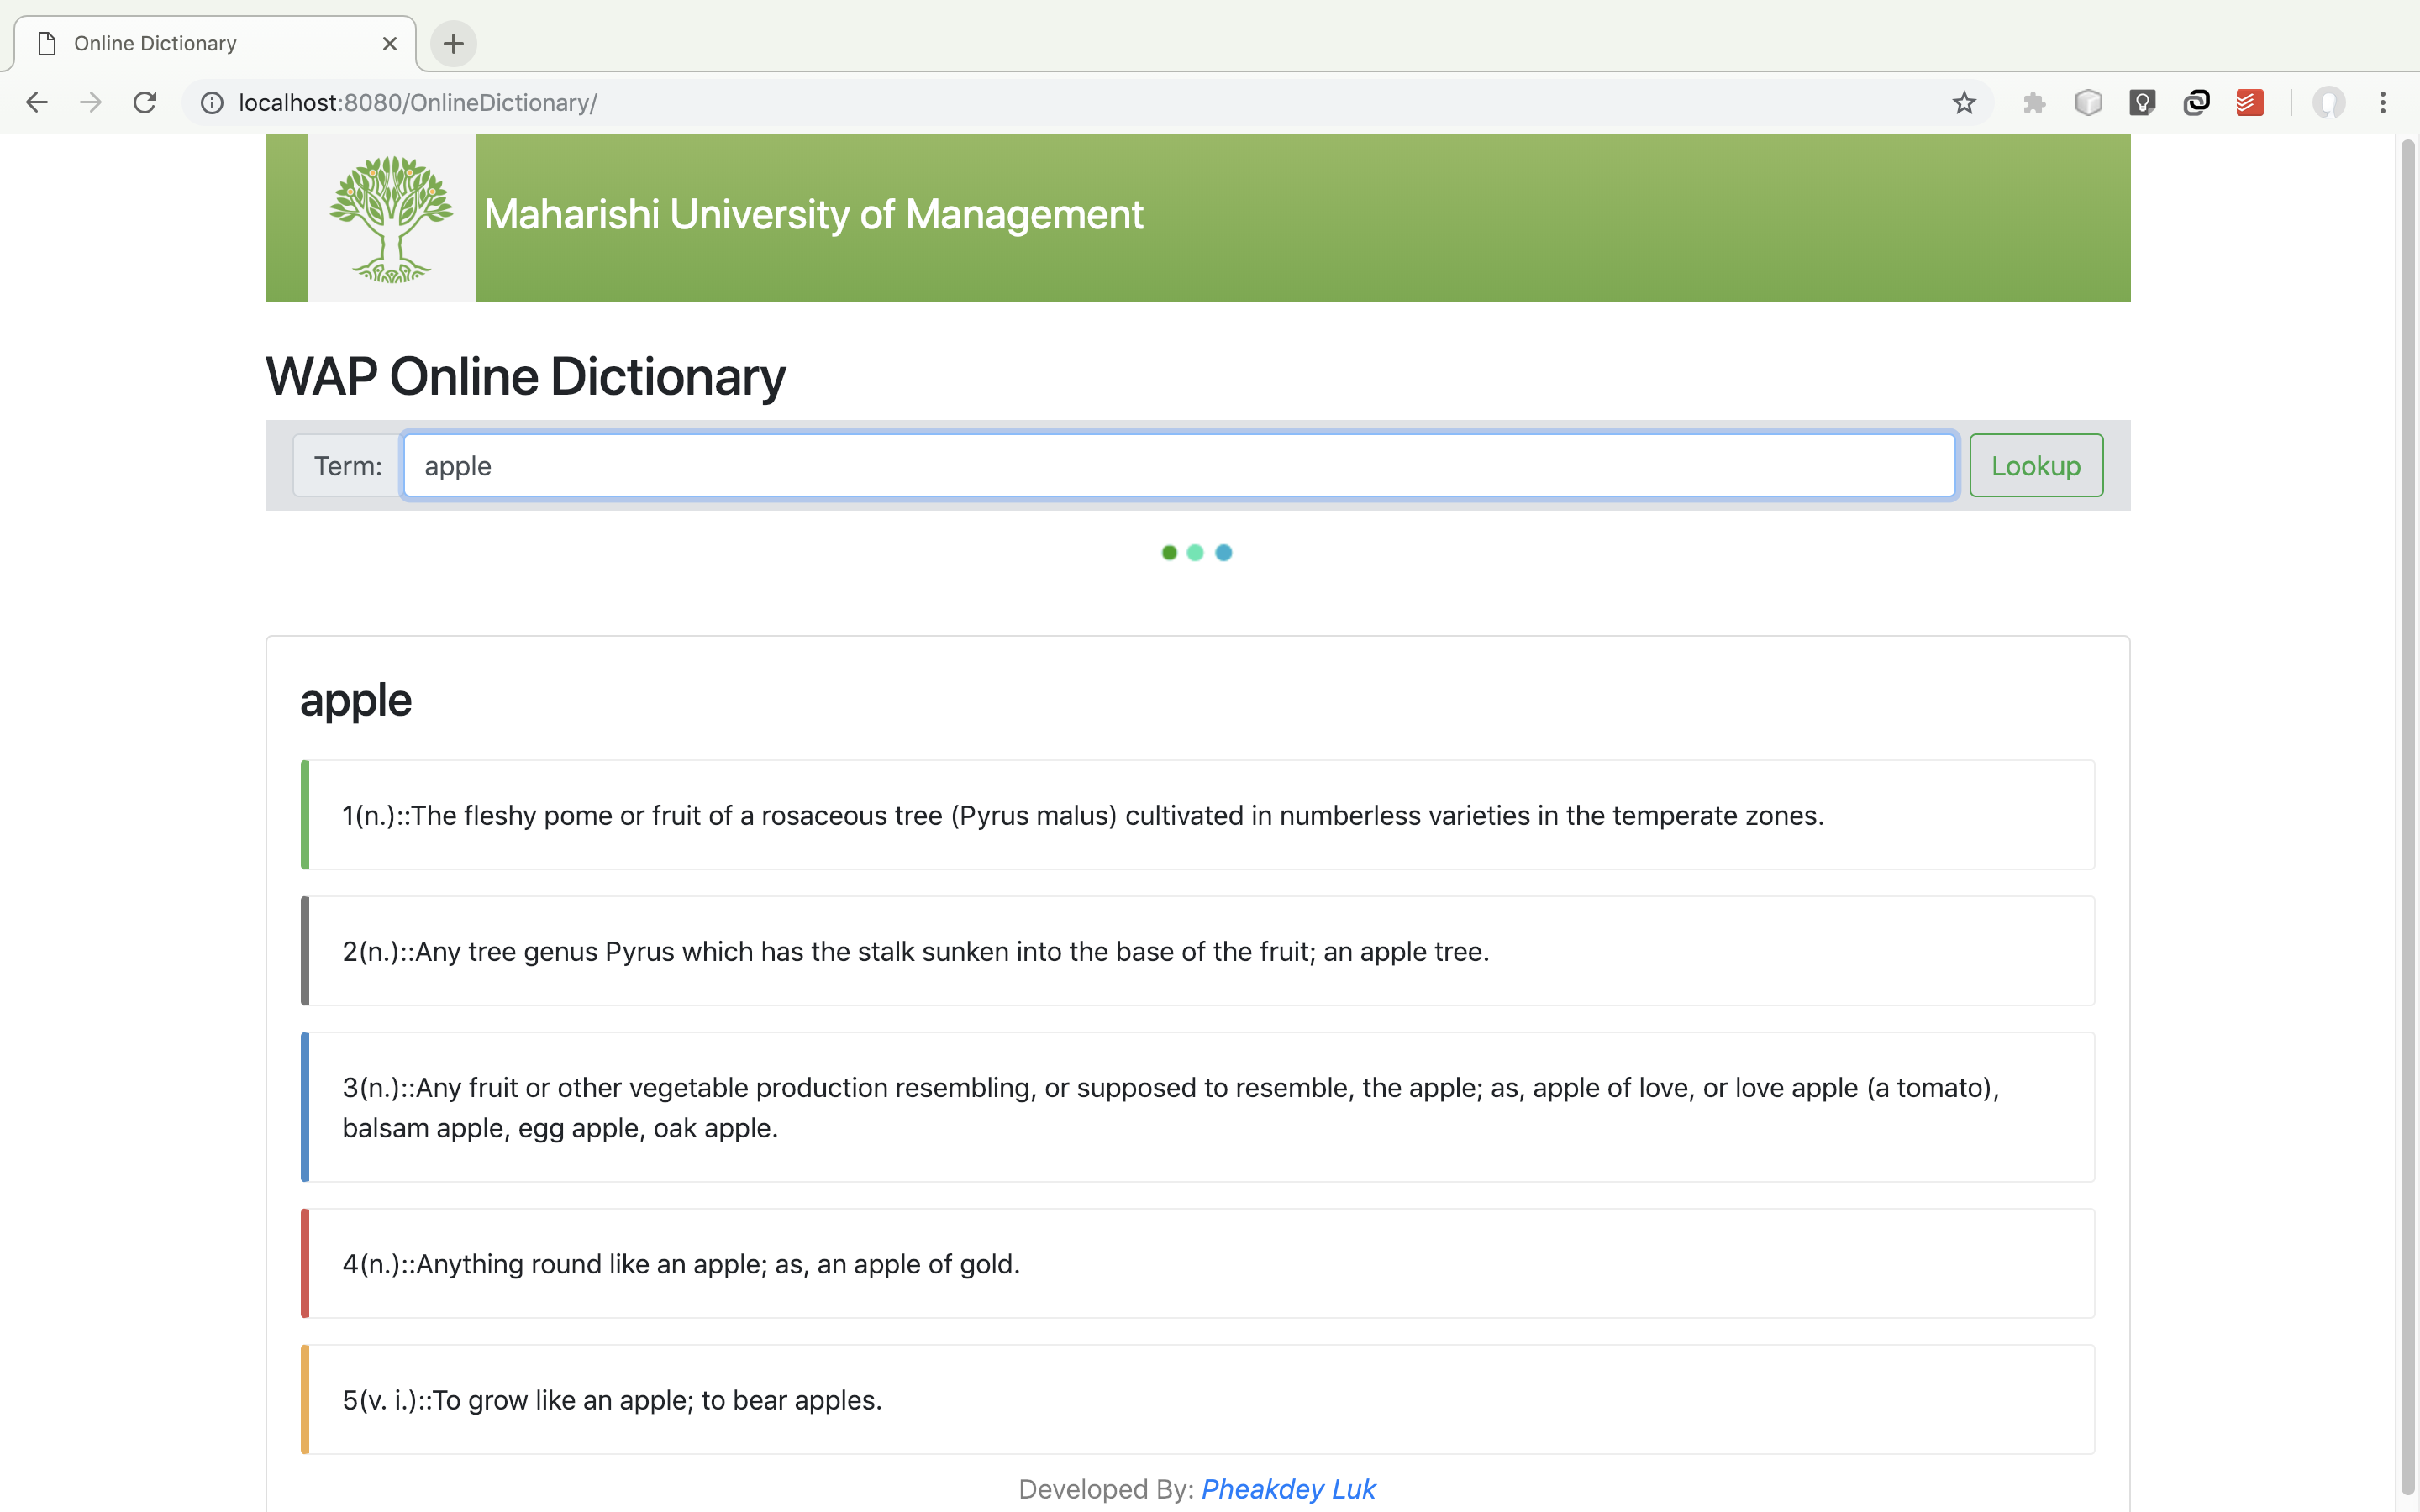 Online Dictionary
localhost:8080/OnlineDictionary/
Maharishi University of Management
WAP Online Dictionary
Term: apple Lookup
apple
1(n.)::The fleshy pome or fruit of a rosaceous tree (Pyrus malus) cultivated in numberless varieties in the temperate zones.
2(n.)::Any tree genus Pyrus which has the stalk sunken into the base of the fruit; an apple tree.
3(n.)::Any fruit or other vegetable production resembling, or supposed to resemble, the apple; as, apple of love, or love apple (a tomato),
balsam apple, egg apple, oak apple.
4(n.)::Anything round like an apple; as, an apple of gold.
5(v. i.)::To grow like an apple; to bear apples.
Developed By: Pheakdey Luk